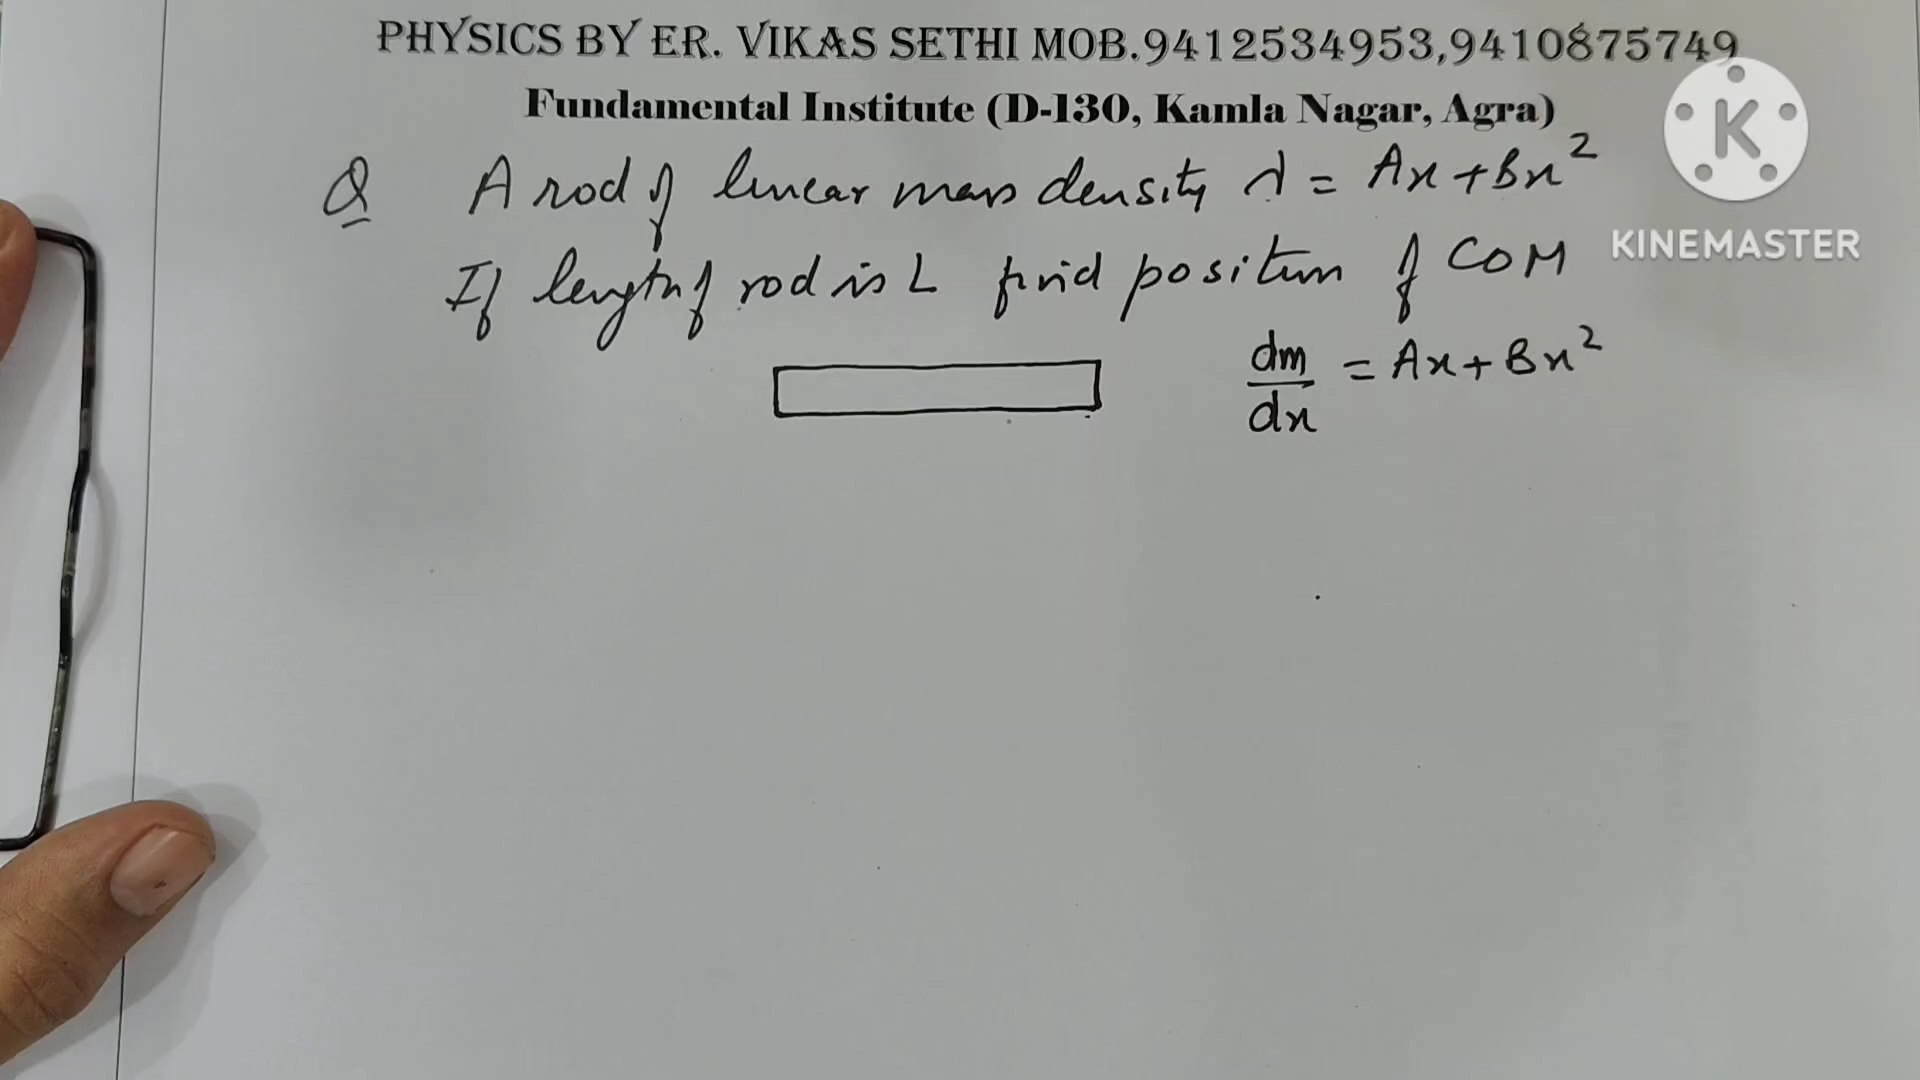 PHYSICS BY ER. VIKAS SETHI MOB.9412534953,9410875749
Fundamental Institute (D-130, Kamla Nagar, Agra)
K
KINEMASTER
Q A rod of linear mass density λ = Ax + Bx²
If length of rod is L find position of COM
dm/dx = Ax + Bx²